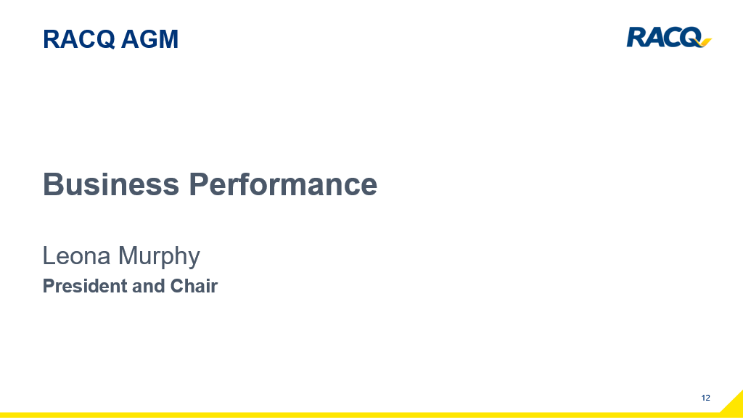 RACQ AGM
RACQ
Business Performance
Leona Murphy
President and Chair
12